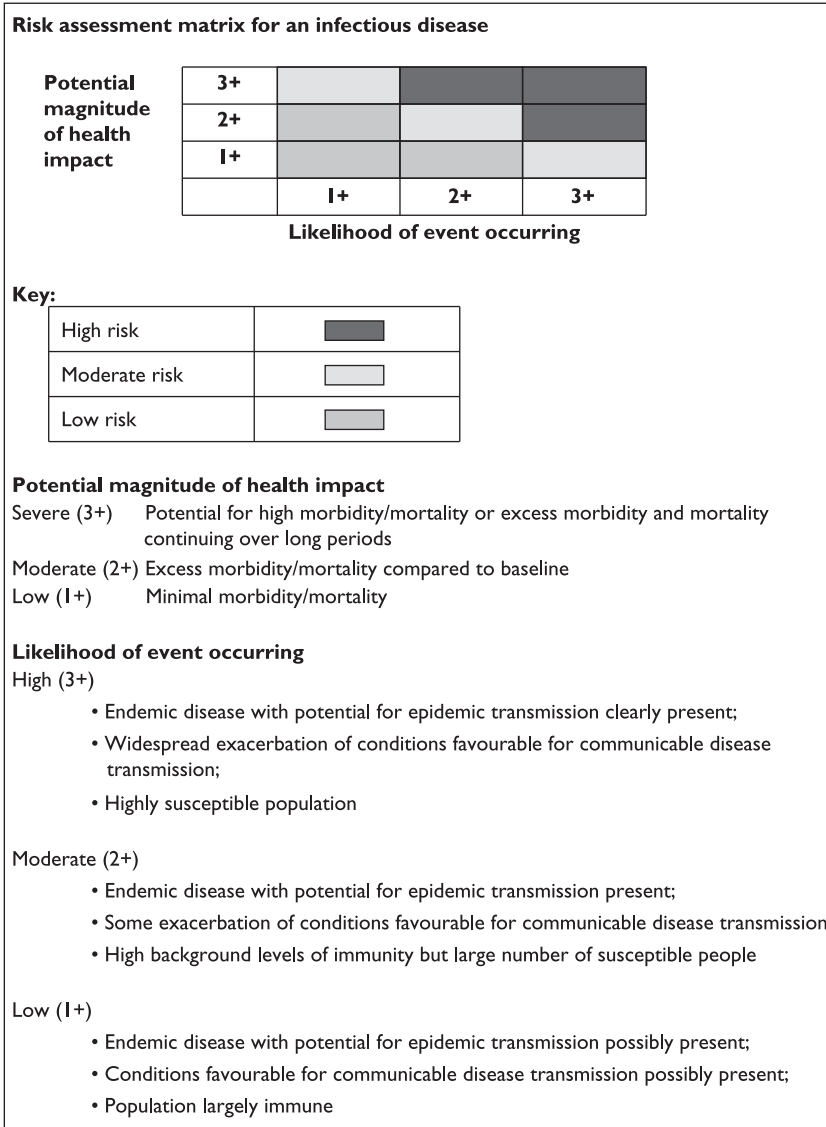 Risk assessment matrix for an infectious disease
Potential
magnitude
of health
impact
3+
2+
1+
1+ 2+ 3+
Likelihood of event occurring
Key:
High risk
Moderate risk
Low risk
Potential magnitude of health impact
Severe (3+) Potential for high morbidity/mortality or excess morbidity and mortality
continuing over long periods
Moderate (2+) Excess morbidity/mortality compared to baseline
Low (1+) Minimal morbidity/mortality
Likelihood of event occurring
High (3+)
• Endemic disease with potential for epidemic transmission clearly present;
• Widespread exacerbation of conditions favourable for communicable disease
transmission;
• Highly susceptible population
Moderate (2+)
• Endemic disease with potential for epidemic transmission present;
• Some exacerbation of conditions favourable for communicable disease transmission
• High background levels of immunity but large number of susceptible people
Low (1+)
• Endemic disease with potential for epidemic transmission possibly present;
• Conditions favourable for communicable disease transmission possibly present;
• Population largely immune